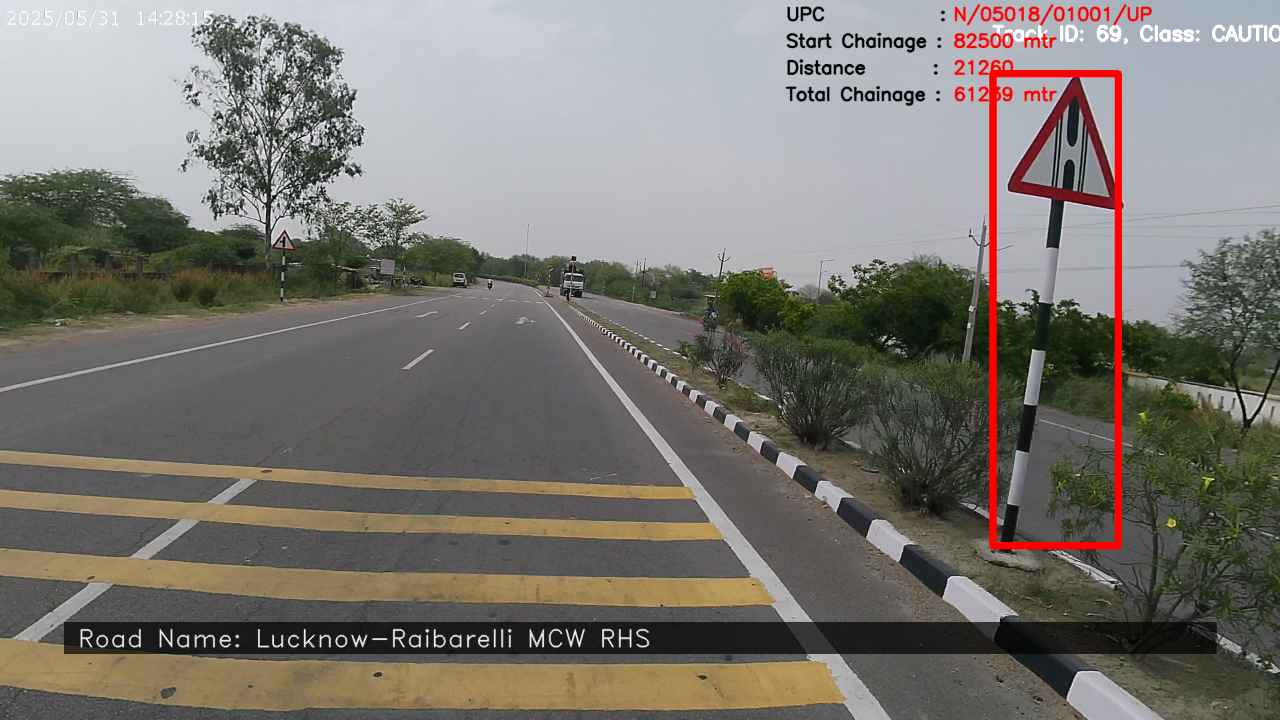 2025/05/31 14:28:15
UPC : N/05018/01001/UP
Track ID: 69, Class: CAUTIO
Start Chainage : 82500 mtr
Distance : 21260
Total Chainage : 61239 mtr
Road Name: Lucknow-Raibarelli MCW RHS